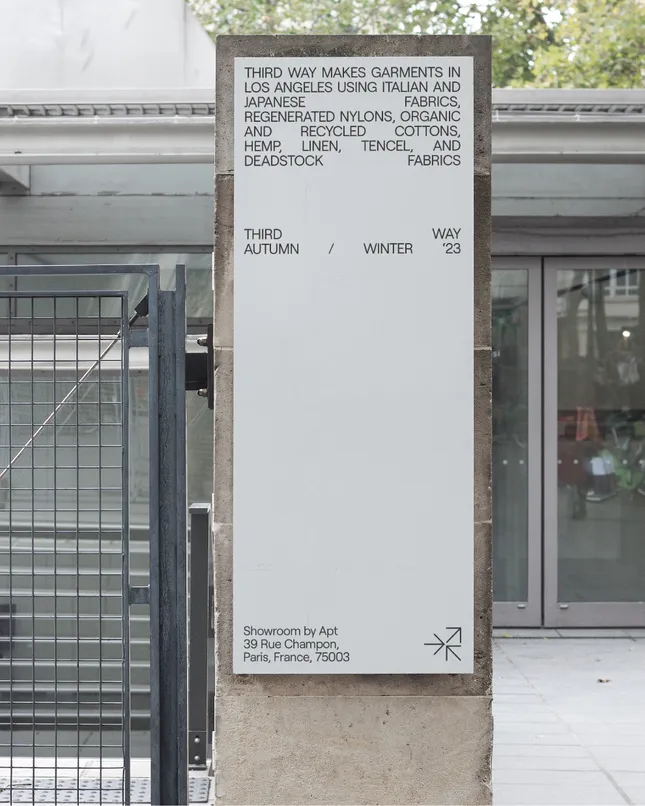 THIRD WAY MAKES GARMENTS IN
LOS ANGELES USING ITALIAN AND
JAPANESE FABRICS,
REGENERATED NYLONS, ORGANIC
AND RECYCLED COTTONS,
HEMP, LINEN, TENCEL, AND
DEADSTOCK FABRICS
THIRD WAY
AUTUMN / WINTER ’23
Showroom by Apt
39 Rue Champon,
Paris, France, 75003